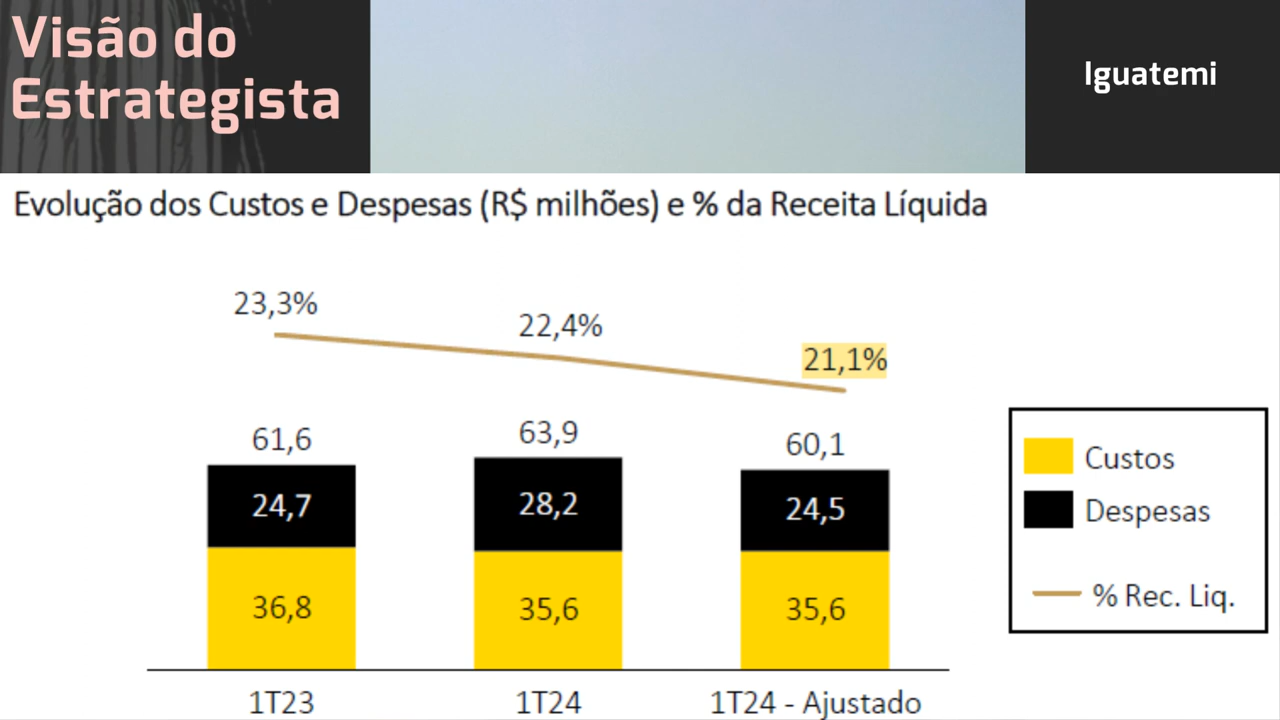 Visão do
Estrategista
Iguatemi
Evolução dos Custos e Despesas (R$ milhões) e % da Receita Líquida
23,3%
22,4%
21,1%
61,6
63,9
60,1
24,7
28,2
24,5
36,8
35,6
35,6
1T23
1T24
1T24 - Ajustado
Custos
Despesas
% Rec. Liq.